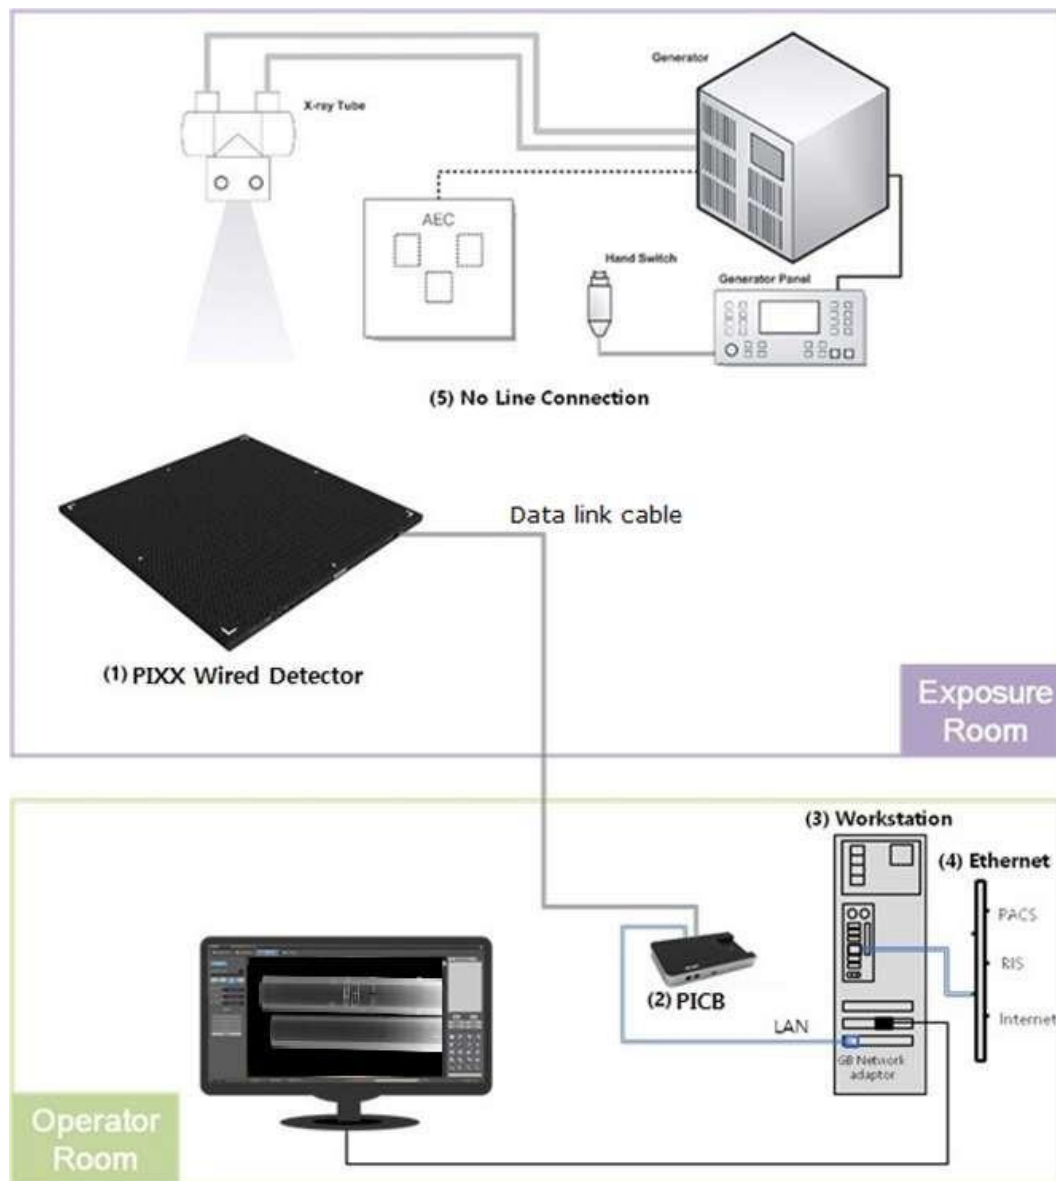 Generator
X-ray Tube
AEC
Hand Switch
Generator Panel
(5) No Line Connection
Data link cable
(1) PIXX Wired Detector
Exposure
Room
(3) Workstation
(4) Ethernet
PACS
RIS
(2) PICB
Internet
LAN
GB Network
adaptor
Operator
Room